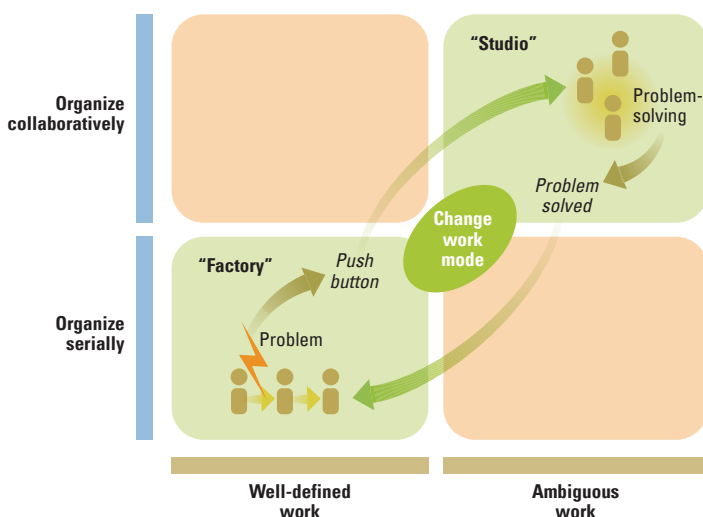 “Studio”
Organize
collaboratively
Problem-
solving
Problem
solved
Change
work
mode
“Factory”
Push
button
Organize
serially
Problem
Well-defined
work
Ambiguous
work